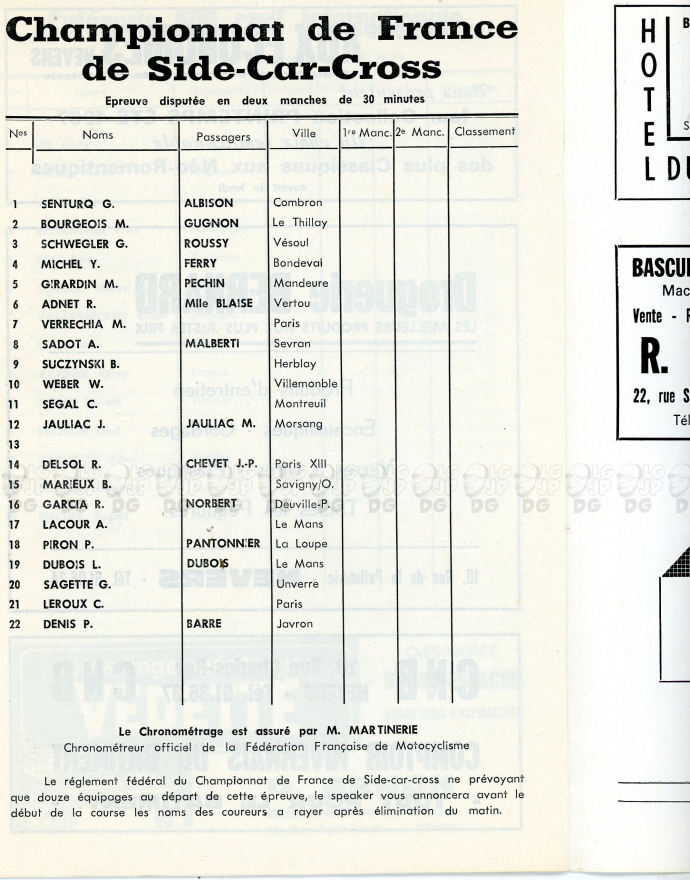 Championnat de France
de Side-Car-Cross
Epreuve disputée en deux manches de 30 minutes
Nos Noms Passagers Ville 1re Manc. 2e Manc. Classement
1 SENTURQ G. ALBISON Combron
2 BOURGEOIS M. GUGNON Le Thillay
3 SCHWEGLER G. ROUSSY Vésoul
4 MICHEL Y. FERRY Bondeval
5 GIRARDIN M. PECHIN Mandeure
6 ADNET R. Mlle BLAISE Vertou
7 VERRECHIA M. Paris
8 SADOT A. MALBERTI Sevran
9 SUCZYNSKI B. Herblay
10 WEBER W. Villemonble
11 SEGAL C. Montreuil
12 JAULIAC J. JAULIAC M. Morsang
13
14 DELSOL R. CHEVET J.-P. Paris XIII
15 MARIEUX B. Savigny/O.
16 GARCIA R. NORBERT Deuville-P.
17 LACOUR A. Le Mans
18 PIRON P. PANTONNIER La Loupe
19 DUBOIS L. DUBOIS Le Mans
20 SAGETTE G. Unverre
21 LEROUX C. Paris
22 DENIS P. BARRE Javron
Le Chronométrage est assuré par M. MARTINERIE
Chronométreur officiel de la Fédération Française de Motocyclisme
Le réglement fédéral du Championnat de France de Side-car-cross ne prévoyant
que douze équipages au départ de cette épreuve, le speaker vous annoncera avant le
début de la course les noms des coureurs a rayer après élimination du matin.
HOTEL DU
BASCUL
Mac
Vente - R
R.
22, rue S
Tél